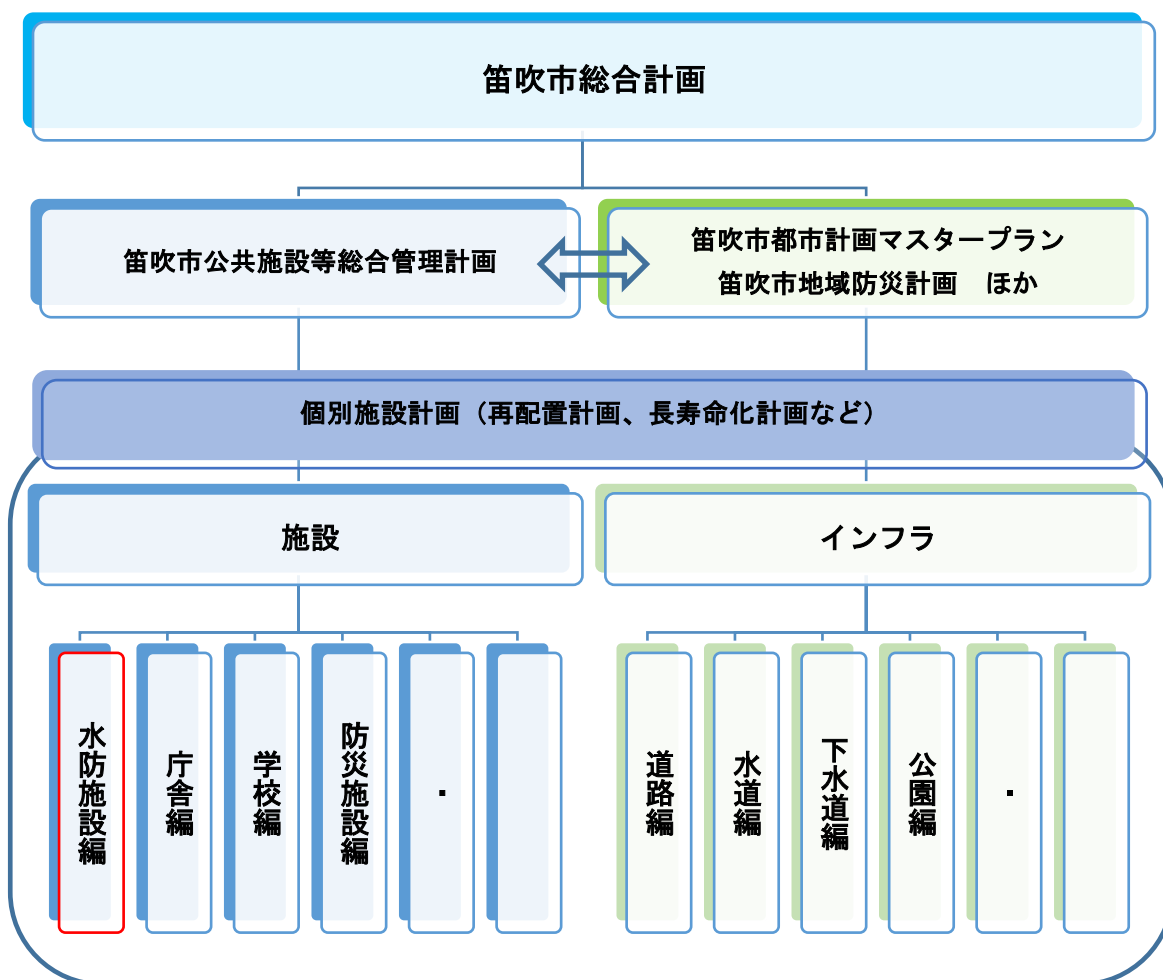 笛吹市総合計画
笛吹市公共施設等総合管理計画
笛吹市都市計画マスタープラン
笛吹市地域防災計画　ほか
個別施設計画（再配置計画、長寿命化計画など）
施設
インフラ
水防施設編
庁舎編
学校編
防災施設編
・
道路編
水道編
下水道編
公園編
・